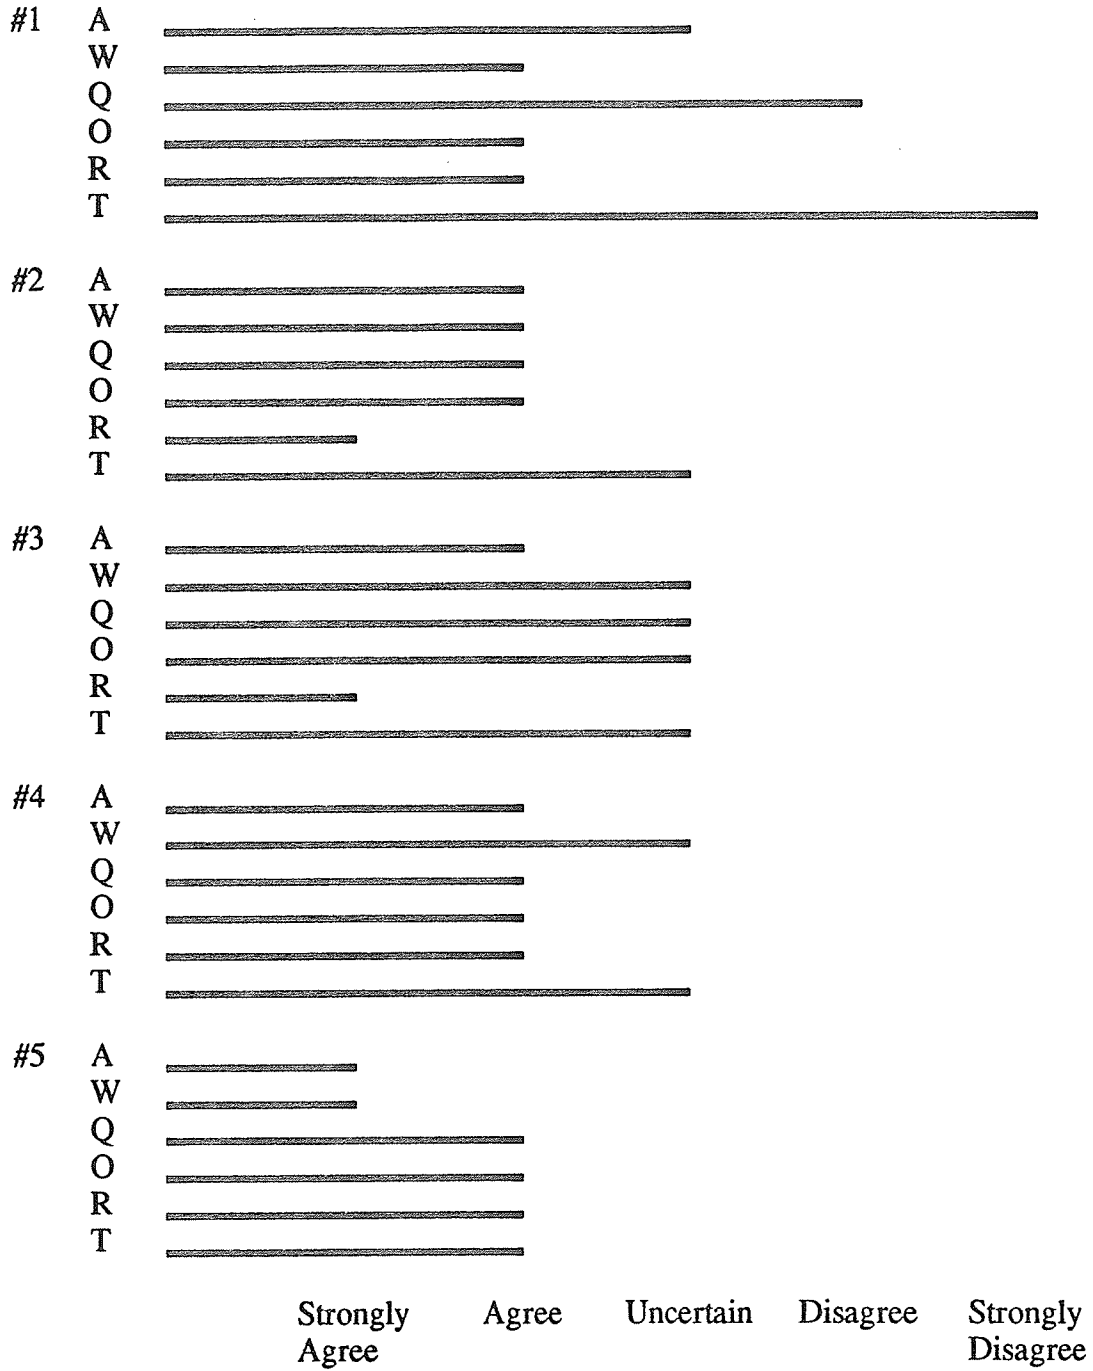 #1 A
W
Q
O
R
T
#2 A
W
Q
O
R
T
#3 A
W
Q
O
R
T
#4 A
W
Q
O
R
T
#5 A
W
Q
O
R
T
Strongly Agree Uncertain Disagree Strongly
Agree Disagree